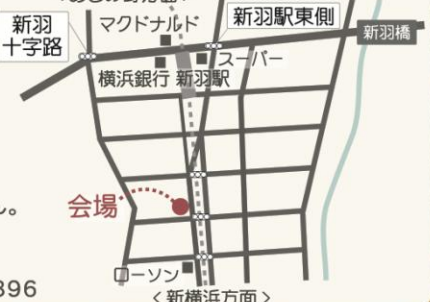 新羽
十字路
マクドナルド
新羽駅東側
新羽橋
スーパー
横浜銀行 新羽駅
会場
ん。
ローソン
396
<新横浜方面>